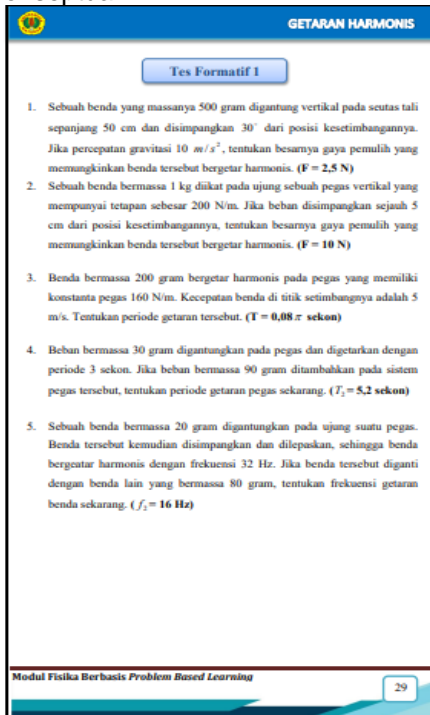 GETARAN HARMONIS
Tes Formatif 1
1. Sebuah benda yang massanya 500 gram digantung vertikal pada seutas tali
sepanjang 50 cm dan disimpangkan 30° dari posisi kesetimbangannya.
Jika percepatan gravitasi 10 m/s², tentukan besarnya gaya pemulih yang
memungkinkan benda tersebut bergetar harmonis. (F = 2,5 N)
2. Sebuah benda bermassa 1 kg diikat pada ujung sebuah pegas vertikal yang
mempunyai tetapan sebesar 200 N/m. Jika beban disimpangkan sejauh 5
cm dari posisi kesetimbangannya, tentukan besarnya gaya pemulih yang
memungkinkan benda tersebut bergetar harmonis. (F = 10 N)
3. Benda bermassa 200 gram bergetar harmonis pada pegas yang memiliki
konstanta pegas 160 N/m. Kecepatan benda di titik setimbangnya adalah 5
m/s. Tentukan periode getaran tersebut. (T = 0,08 π sekon)
4. Beban bermassa 30 gram digantungkan pada pegas dan digetarkan dengan
periode 3 sekon. Jika beban bermassa 90 gram ditambahkan pada sistem
pegas tersebut, tentukan periode getaran pegas sekarang. (T₂ = 5,2 sekon)
5. Sebuah benda bermassa 20 gram digantungkan pada ujung suatu pegas.
Benda tersebut kemudian disimpangkan dan dilepaskan, sehingga benda
bergeatar harmonis dengan frekuensi 32 Hz. Jika benda tersebut diganti
dengan benda lain yang bermassa 80 gram, tentukan frekuensi getaran
benda sekarang. (f₂ = 16 Hz)
Modul Fisika Berbasis Problem Based Learning
29